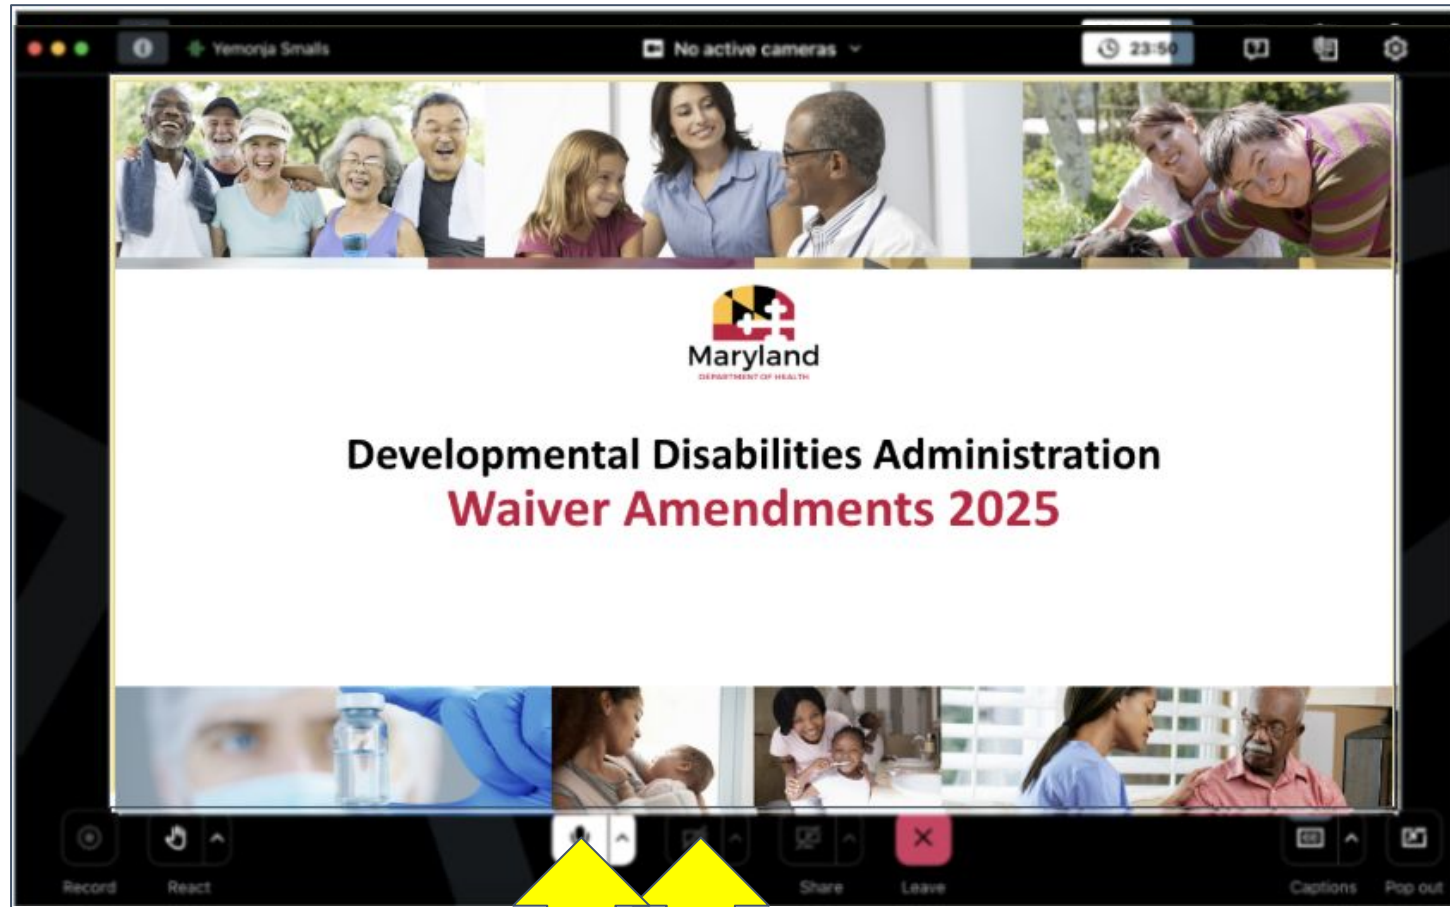 Yemonja Smalls
No active cameras
23:50
Maryland
DEPARTMENT OF HEALTH
Developmental Disabilities Administration
Waiver Amendments 2025
Record
React
Share
Leave
Captions
Pop out